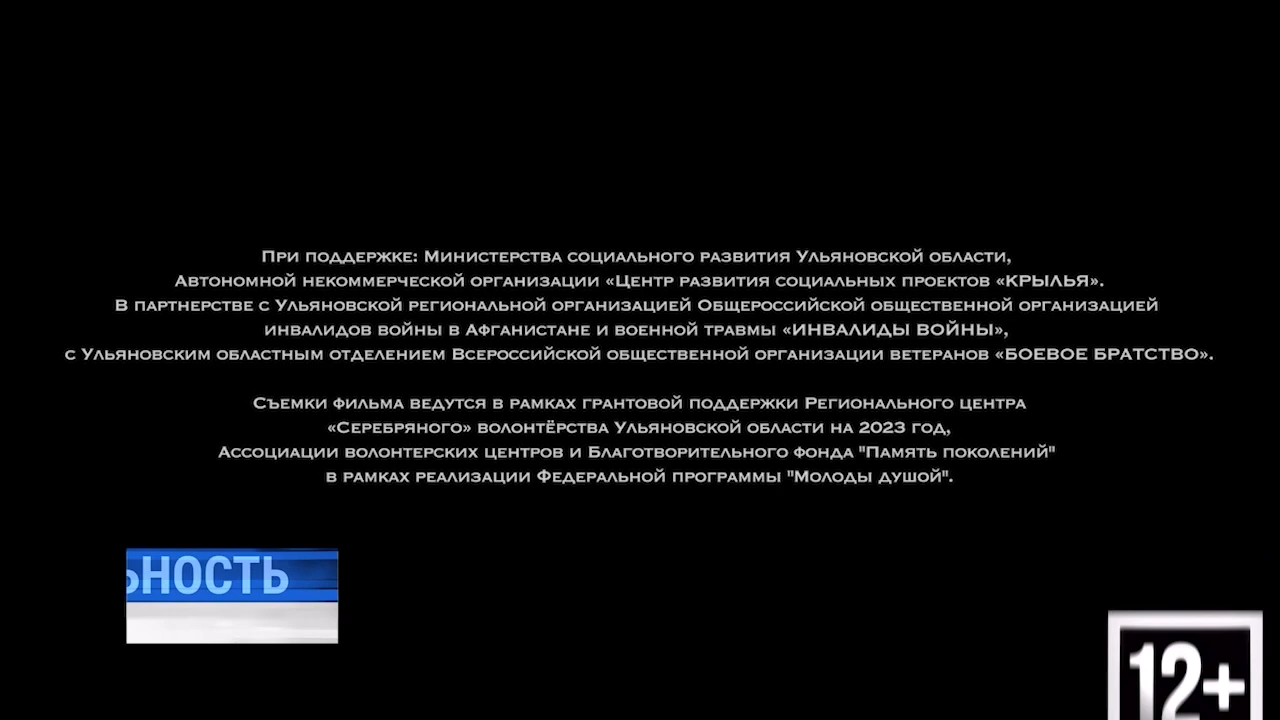 При поддержке: Министерства социального развития Ульяновской области,
Автономной некоммерческой организации «Центр развития социальных проектов «КРЫЛЬЯ».
В партнерстве с Ульяновской региональной организацией Общероссийской общественной организацией
инвалидов войны в Афганистане и военной травмы «ИНВАЛИДЫ ВОЙНЫ»,
с Ульяновским областным отделением Всероссийской общественной организации ветеранов «БОЕВОЕ БРАТСТВО».
Съемки фильма ведутся в рамках грантовой поддержки Регионального центра
«Серебряного» волонтёрства Ульяновской области на 2023 год,
Ассоциации волонтерских центров и Благотворительного фонда "Память поколений"
в рамках реализации Федеральной программы "Молоды душой".
ЬНОСТЬ
12+